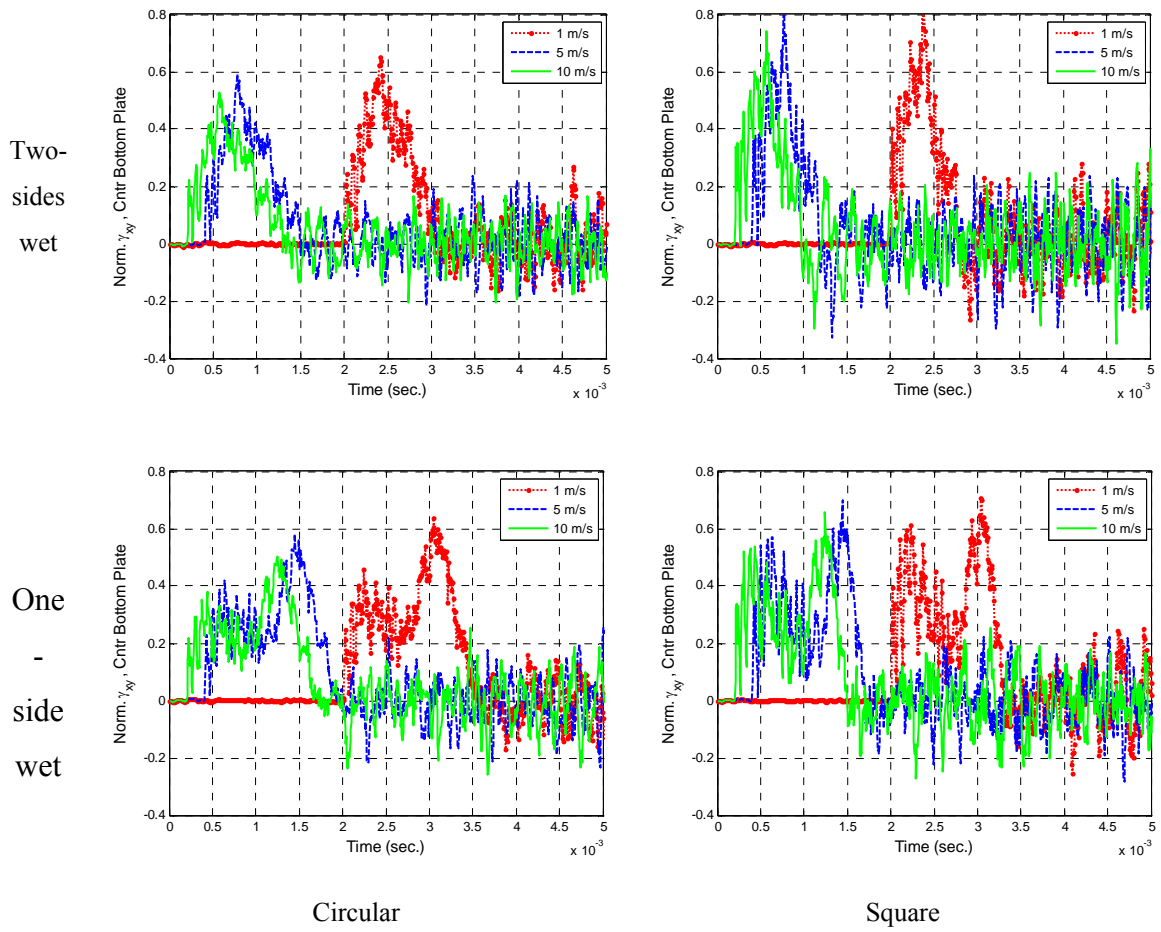 Two-
sides
wet
Norm. γxy, Cntr Bottom Plate
0.8
0.6
0.4
0.2
0
-0.2
-0.4
1 m/s
5 m/s
10 m/s
0 0.5 1 1.5 2 2.5 3 3.5 4 4.5 5
Time (sec.)
x 10-3
Norm. γxy, Cntr Bn. Plate
0.8
0.6
0.4
0.2
0
-0.2
-0.4
1 m/s
5 m/s
10 m/s
0 0.5 1 1.5 2 2.5 3 3.5 4 4.5 5
Time (sec.)
x 10-3
One
-
side
wet
Norm. γxy, Cntr Bottom Plate
0.8
0.6
0.4
0.2
0
-0.2
-0.4
1 m/s
5 m/s
10 m/s
0 0.5 1 1.5 2 2.5 3 3.5 4 4.5 5
Time (sec.)
x 10-3
Norm. γxy, Cntr Bottom Plate
0.8
0.6
0.4
0.2
0
-0.2
-0.4
1 m/s
5 m/s
10 m/s
0 0.5 1 1.5 2 2.5 3 3.5 4 4.5 5
Time (sec.)
x 10-3
Circular
Square